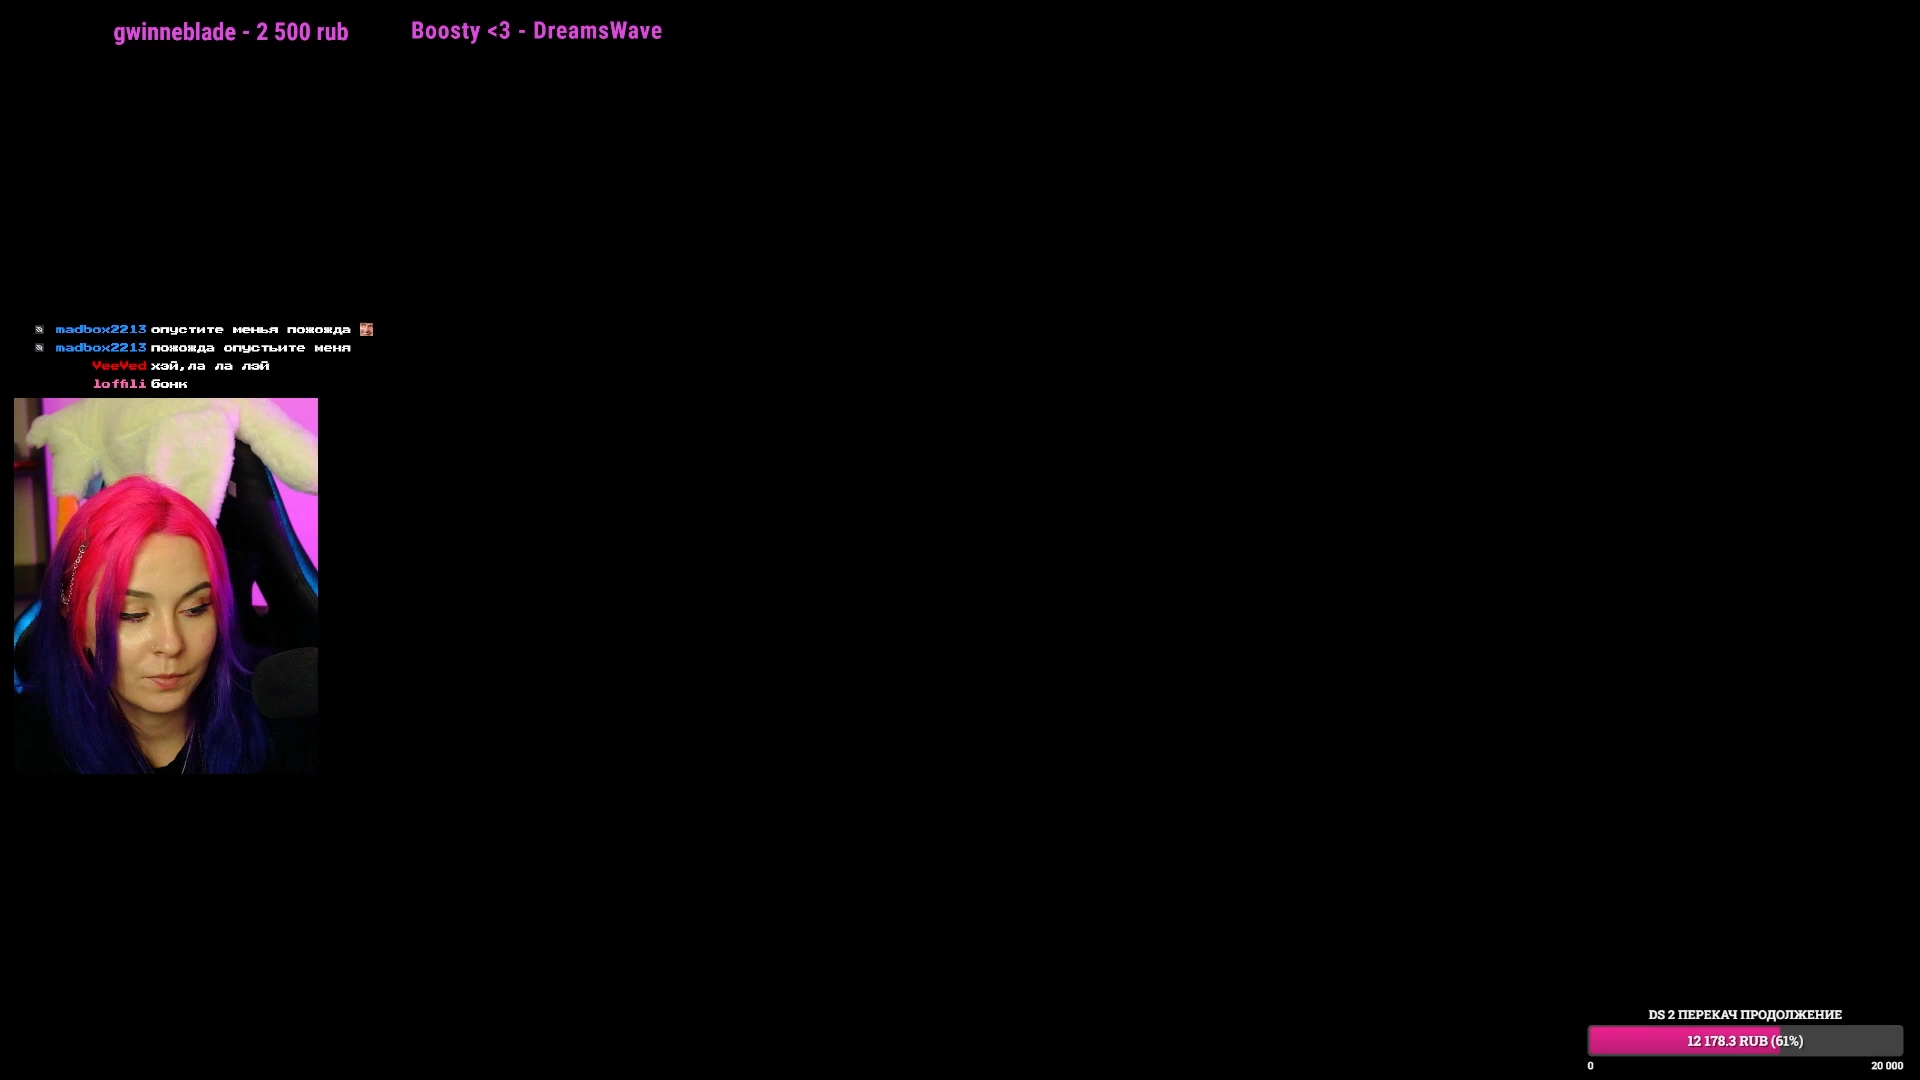 gwinneblade - 2 500 rub
Boosty <3 - DreamsWave
madbox2213 опустите менья пожожда
madbox2213 пожожда опустьите меня
VeeVed хэй,ла ла лэй
loffili бонк
DS 2 ПЕРЕКАЧ ПРОДОЛЖЕНИЕ
12 178.3 RUB (61%)
0
20 000